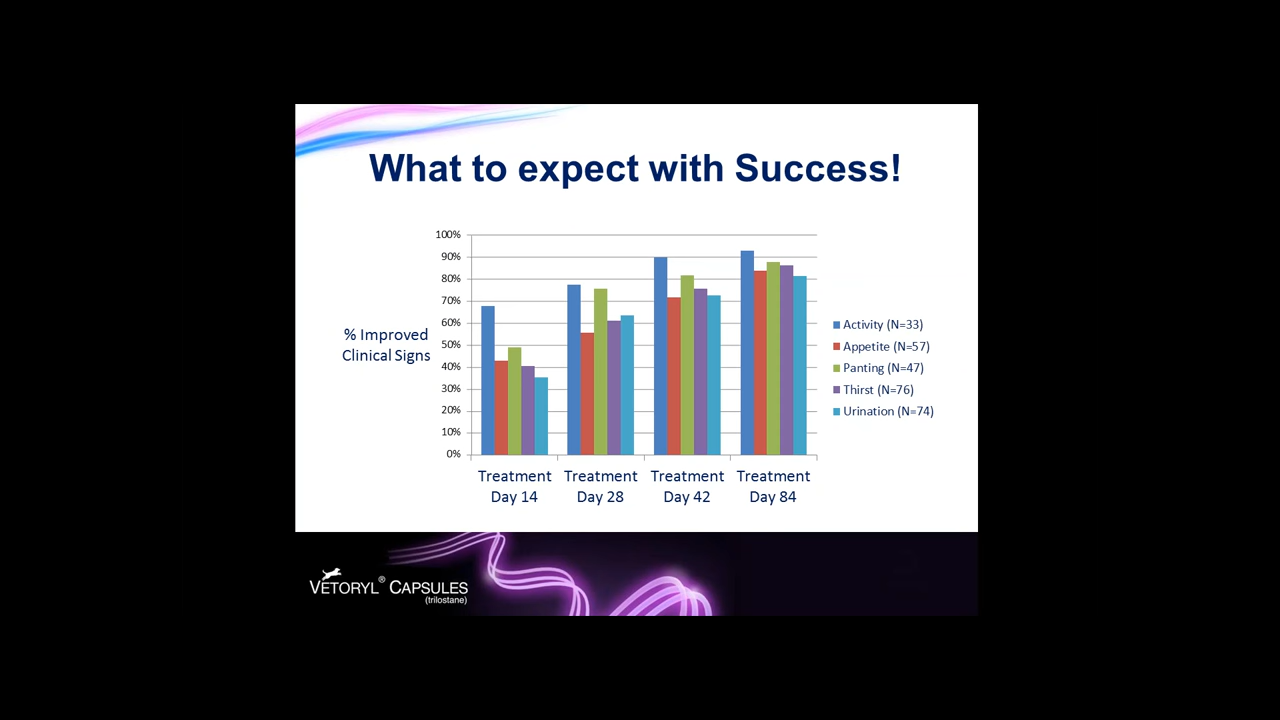 What to expect with Success!
100%
90%
80%
70%
60%
50%
40%
30%
20%
10%
0%
% Improved
Clinical Signs
Treatment
Day 14
Treatment
Day 28
Treatment
Day 42
Treatment
Day 84
Activity (N=33)
Appetite (N=57)
Panting (N=47)
Thirst (N=76)
Urination (N=74)
VETORYL® CAPSULES
(trilostane)